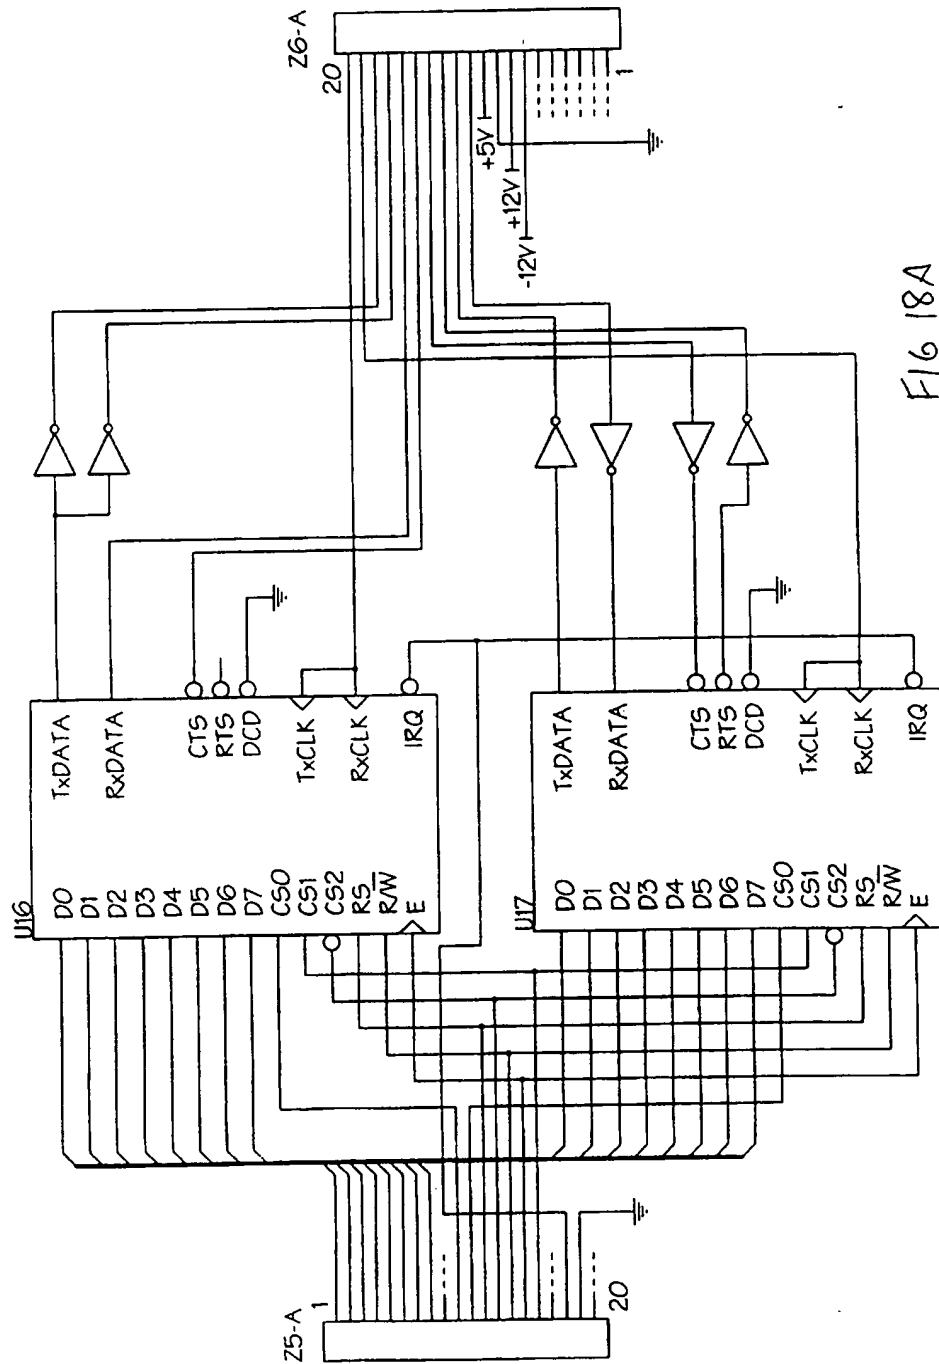 Z5-A
1
20
U16
D0
D1
D2
D3
D4
D5
D6
D7
CS0
CS1
CS2
RS
R/W̅
E
TxDATA
RxDATA
CTS
RTS
DCD
TxCLK
RxCLK
IRQ
U17
D0
D1
D2
D3
D4
D5
D6
D7
CS0
CS1
CS2
RS
R/W̅
E
TxDATA
RxDATA
CTS
RTS
DCD
TxCLK
RxCLK
IRQ
Z6-A
20
+5V
+12V
-12V
1
FIG 18A